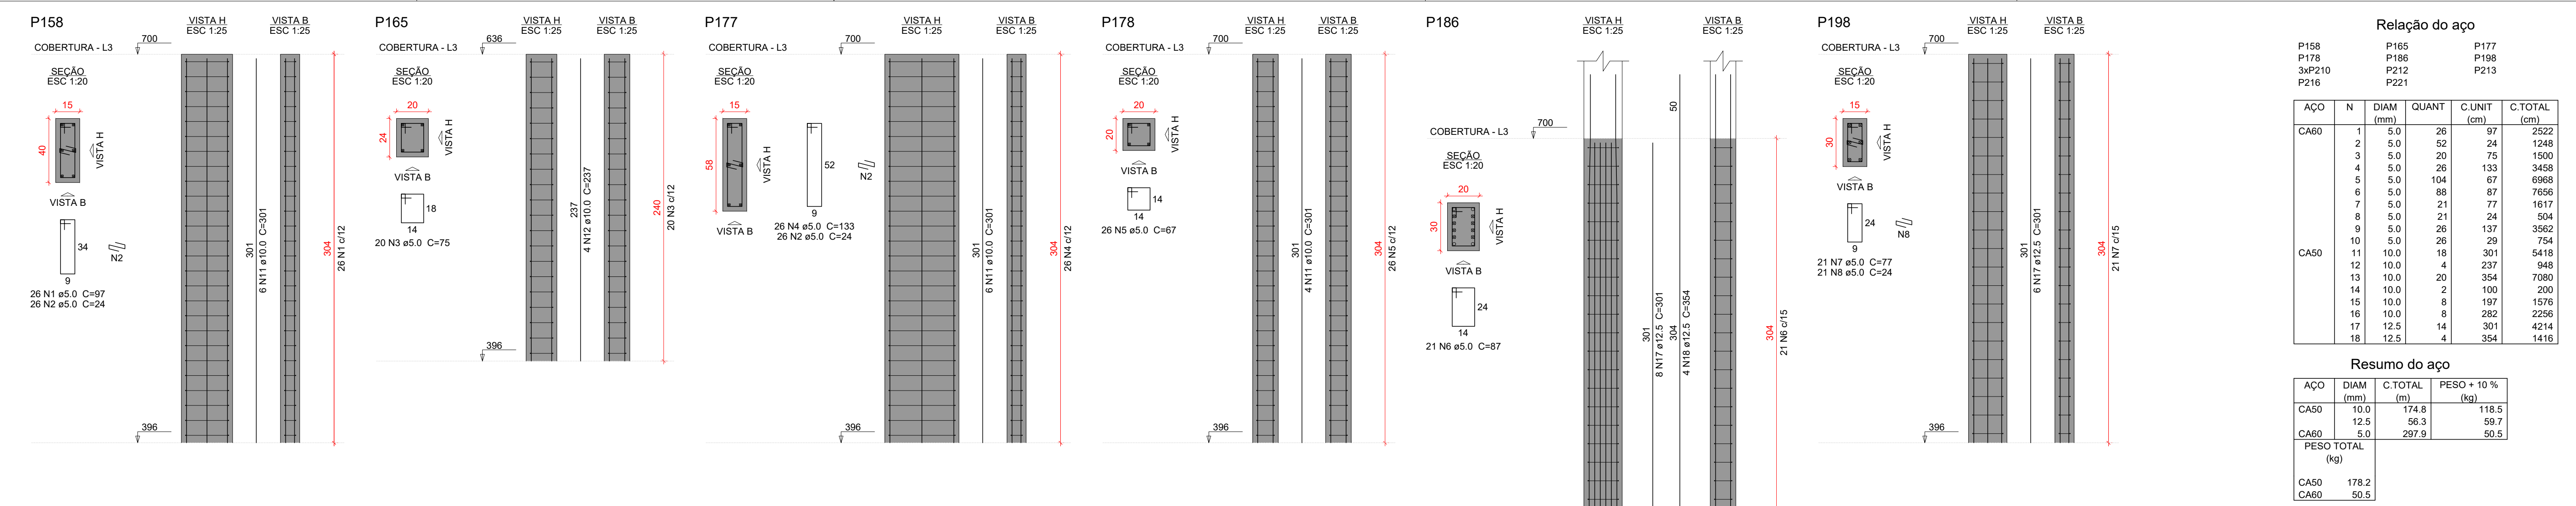 P158
VISTA H
ESC 1:25
VISTA B
ESC 1:25
COBERTURA - L3
700
SEÇÃO
ESC 1:20
15
40
VISTA H
VISTA B
34
9
N2
26 N1 ø5.0 C=97
26 N2 ø5.0 C=24
301
6 N11 ø10.0 C=301
304
26 N1 c/12
396
P165
VISTA H
ESC 1:25
VISTA B
ESC 1:25
COBERTURA - L3
636
SEÇÃO
ESC 1:20
20
24
VISTA H
VISTA B
18
14
20 N3 ø5.0 C=75
237
4 N12 ø10.0 C=237
240
20 N3 c/12
396
P177
VISTA H
ESC 1:25
VISTA B
ESC 1:25
COBERTURA - L3
700
SEÇÃO
ESC 1:20
15
58
VISTA H
VISTA B
52
9
N2
26 N4 ø5.0 C=133
26 N2 ø5.0 C=24
301
6 N11 ø10.0 C=301
304
26 N4 c/12
396
P178
VISTA H
ESC 1:25
VISTA B
ESC 1:25
COBERTURA - L3
700
SEÇÃO
ESC 1:20
20
20
VISTA H
VISTA B
14
14
26 N5 ø5.0 C=67
301
4 N11 ø10.0 C=301
304
26 N5 c/12
396
P186
VISTA H
ESC 1:25
VISTA B
ESC 1:25
50
COBERTURA - L3
700
SEÇÃO
ESC 1:20
20
30
VISTA H
VISTA B
24
14
21 N6 ø5.0 C=87
301
8 N17 ø12.5 C=301
304
4 N18 ø12.5 C=354
304
21 N6 c/15
P198
VISTA H
ESC 1:25
VISTA B
ESC 1:25
COBERTURA - L3
700
SEÇÃO
ESC 1:20
15
30
VISTA H
VISTA B
24
9
N8
21 N7 ø5.0 C=77
21 N8 ø5.0 C=24
301
6 N17 ø12.5 C=301
304
21 N7 c/15
396
Relação do aço
P158 P165 P177
P178 P186 P198
3xP210 P212 P213
P216 P221
AÇO N DIAM QUANT C.UNIT C.TOTAL
(mm) (cm) (cm)
CA60 1 5.0 26 97 2522
2 5.0 52 24 1248
3 5.0 20 75 1500
4 5.0 26 133 3458
5 5.0 104 67 6968
6 5.0 88 87 7656
7 5.0 21 77 1617
8 5.0 21 24 504
9 5.0 26 137 3562
10 5.0 26 29 754
CA50 11 10.0 18 301 5418
12 10.0 4 237 948
13 10.0 20 354 7080
14 10.0 2 100 200
15 10.0 8 197 1576
16 10.0 8 282 2256
17 12.5 14 301 4214
18 12.5 4 354 1416
Resumo do aço
AÇO DIAM C.TOTAL PESO + 10 %
(mm) (m) (kg)
CA50 10.0 174.8 118.5
12.5 56.3 59.7
CA60 5.0 297.9 50.5
PESO TOTAL
(kg)
CA50 178.2
CA60 50.5